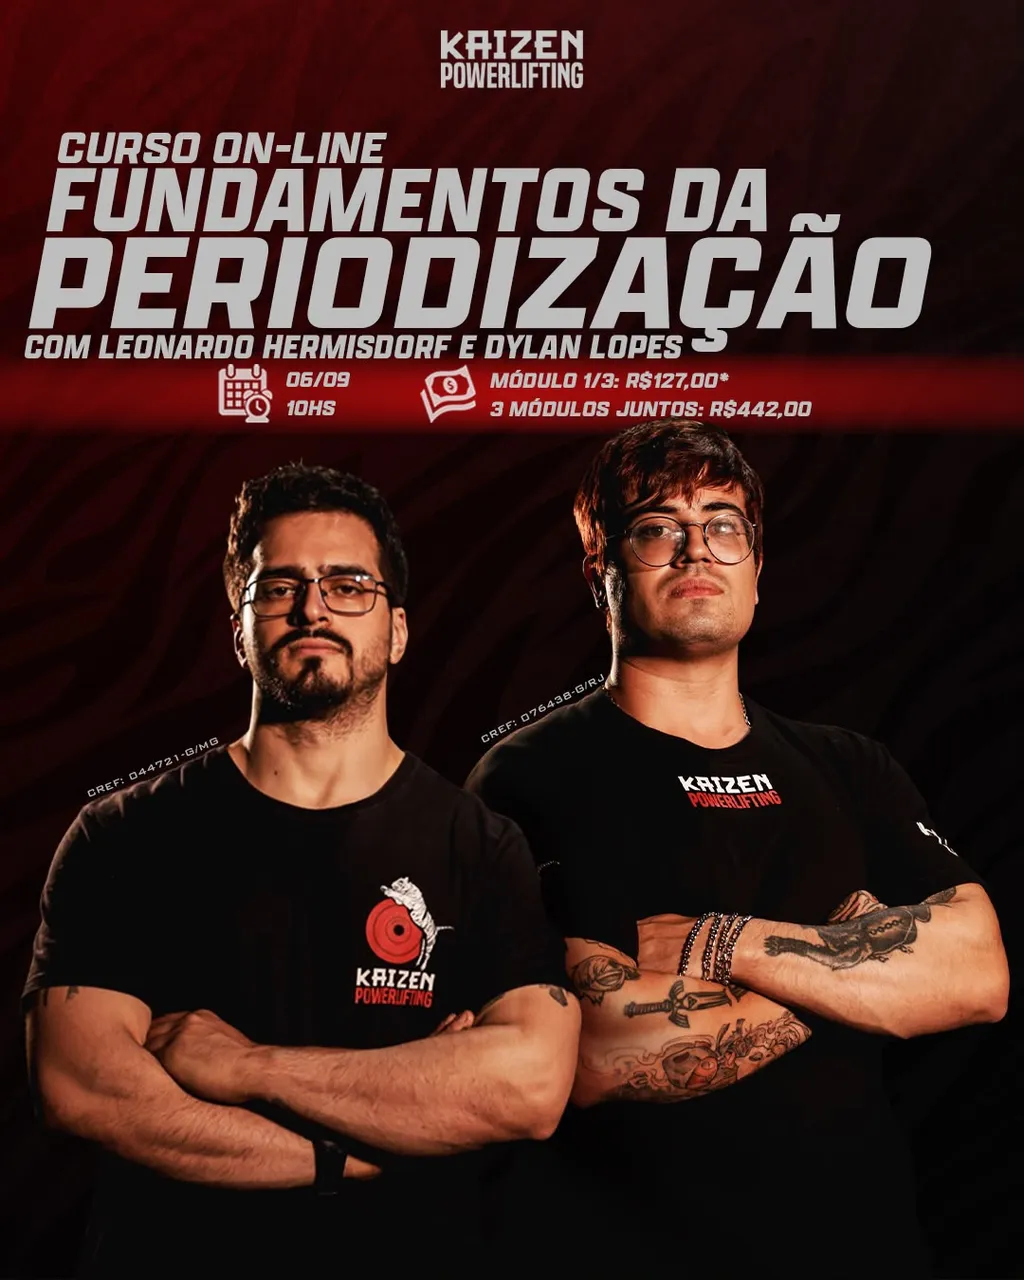 KAIZEN
POWERLIFTING
CURSO ON-LINE
FUNDAMENTOS DA
PERIODIZAÇÃO
COM LEONARDO HERMISDORF E DYLAN LOPES
06/09
10HS
MÓDULO 1/3: R$127,00*
3 MÓDULOS JUNTOS: R$442,00
CREF: 044721-G/MG
CREF: 076438-G/RJ
KAIZEN
POWERLIFTING
KAIZEN
POWERLIFTING